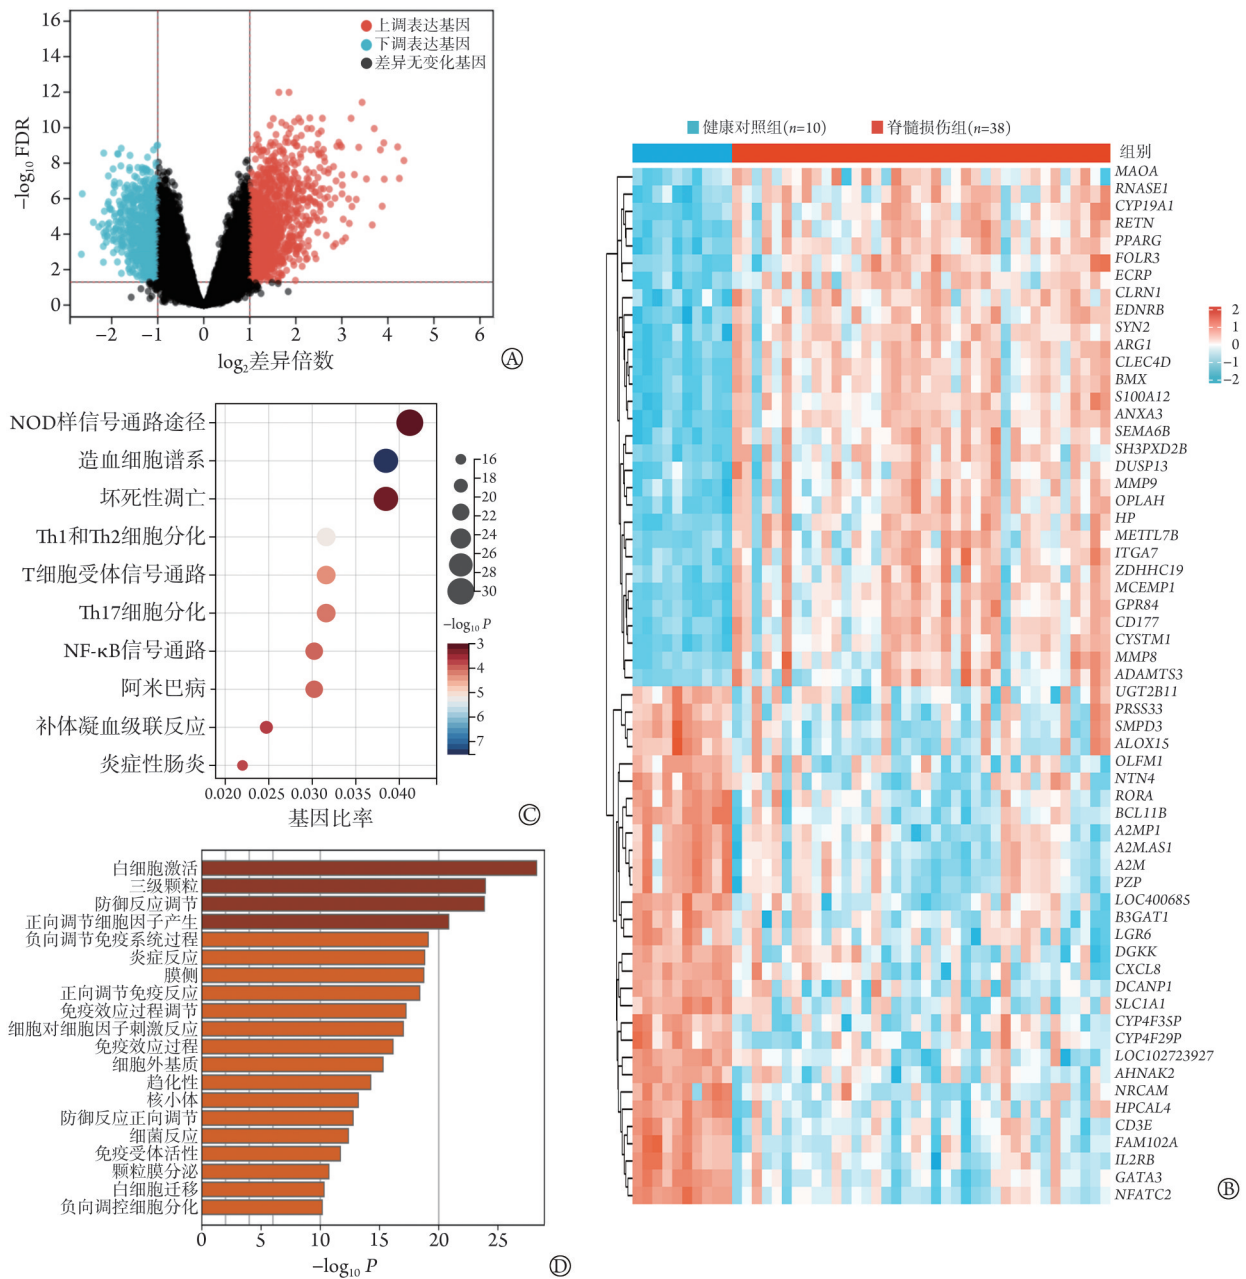 16
14
12
10
8
6
4
2
0
−log10 FDR
上调表达基因
下调表达基因
差异无变化基因
−2
−1
0
1
2
3
4
5
6
log2差异倍数
Ⓐ
健康对照组(n=10)
脊髓损伤组(n=38)
组别
MAOA
RNASE1
CYP19A1
RETN
PPARG
FOLR3
ECRP
CLRN1
EDNRB
SYN2
ARG1
CLEC4D
BMX
S100A12
ANXA3
SEMA6B
SH3PXD2B
DUSP13
MMP9
OPLAH
HP
METTL7B
ITGA7
ZDHHC19
MCEMP1
GPR84
CD177
CYSTM1
MMP8
ADAMTS3
UGT2B11
PRSS33
SMPD3
ALOX15
OLFM1
NTN4
RORA
BCL11B
A2MP1
A2M.AS1
A2M
PZP
LOC400685
B3GAT1
LGR6
DGKK
CXCL8
DCANP1
SLC1A1
CYP4F3SP
CYP4F29P
LOC102723927
AHNAK2
NRCAM
HPCAL4
CD3E
FAM102A
IL2RB
GATA3
NFATC2
2
1
0
−1
−2
Ⓑ
NOD样信号通路途径
造血细胞谱系
坏死性凋亡
Th1和Th2细胞分化
T细胞受体信号通路
Th17细胞分化
NF-κB信号通路
阿米巴病
补体凝血级联反应
炎症性肠炎
0.020
0.025
0.030
0.035
0.040
基因比率
16
18
20
22
24
26
28
30
−log10 P
3
4
5
6
7
Ⓒ
白细胞激活
三级颗粒
防御反应调节
正向调节细胞因子产生
负向调节免疫系统过程
炎症反应
膜侧
正向调节免疫反应
免疫效应过程调节
细胞对细胞因子刺激反应
免疫效应过程
细胞外基质
趋化性
核小体
防御反应正向调节
细菌反应
免疫受体活性
颗粒膜分泌
白细胞迁移
负向调控细胞分化
0
5
10
15
20
25
−log10 P
Ⓓ